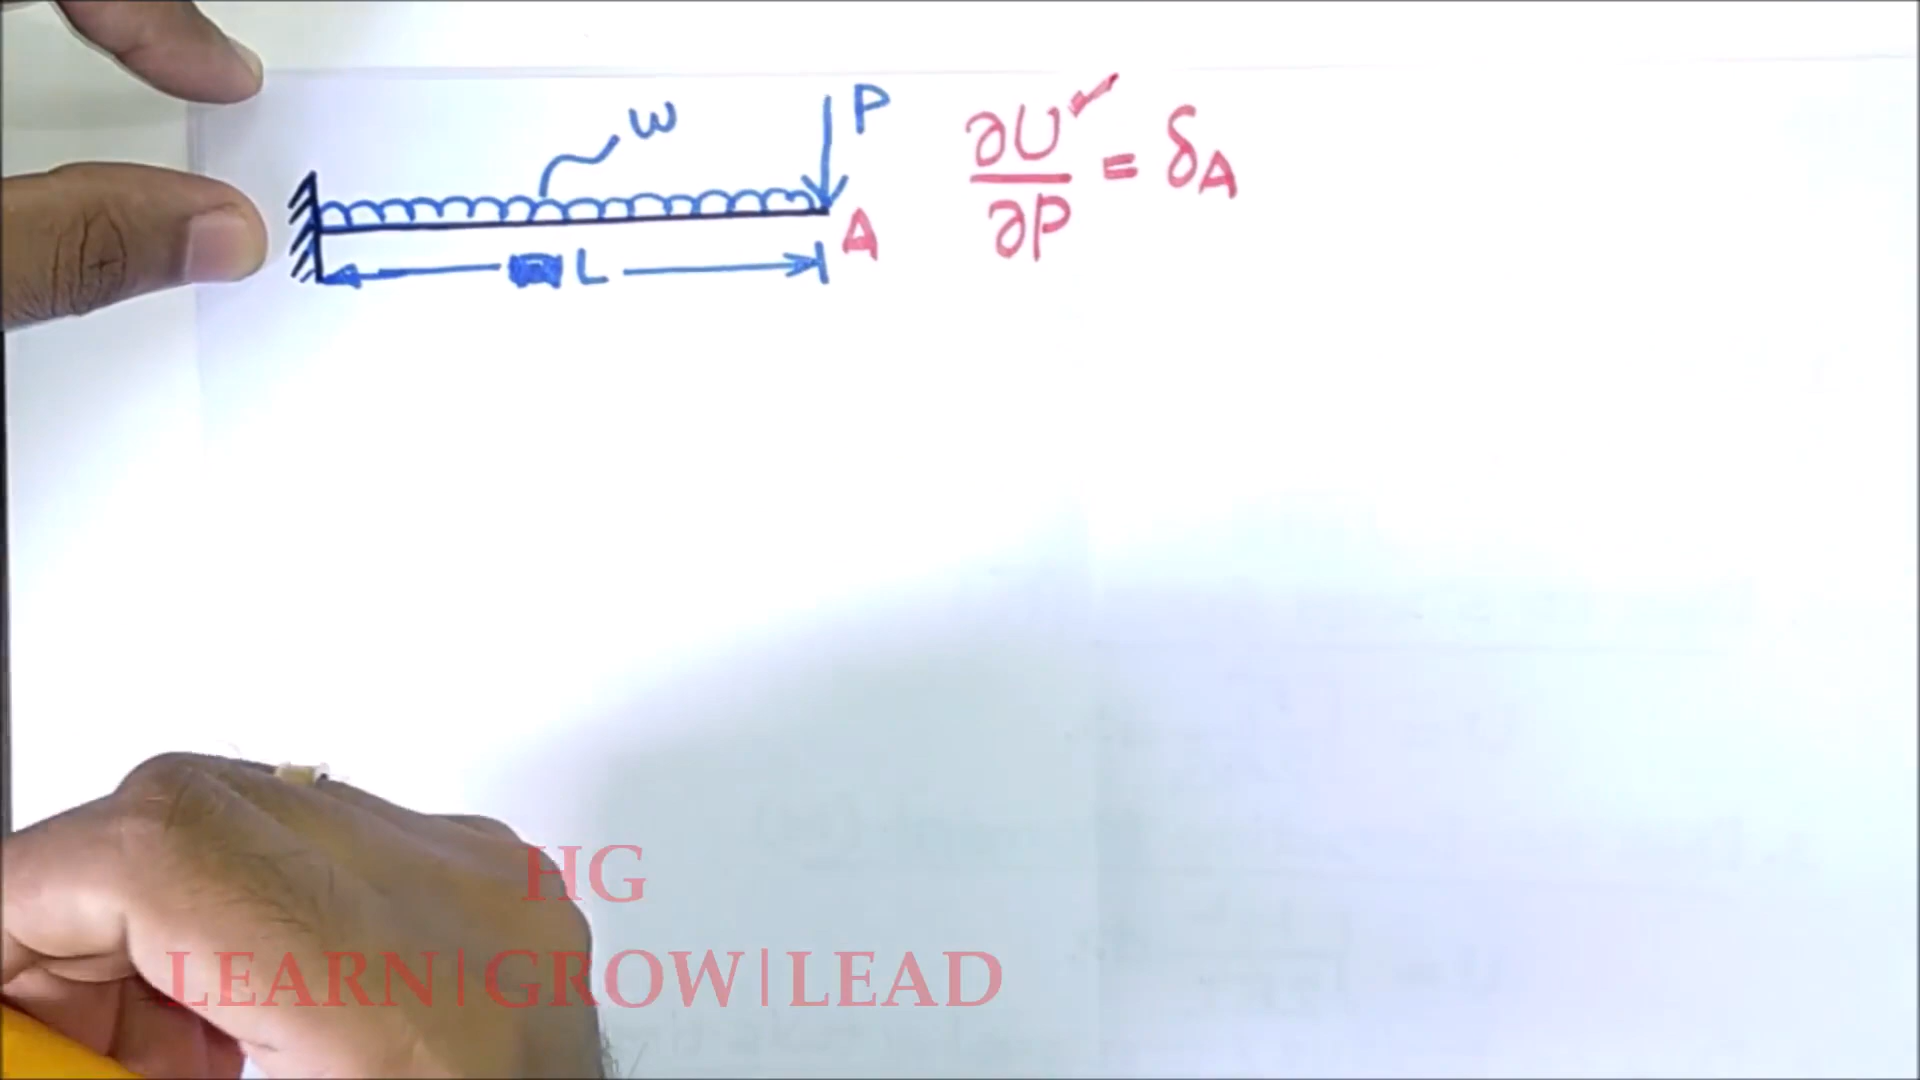 w
P
A
L
∂U/∂P = δA
HG
LEARN|GROW|LEAD